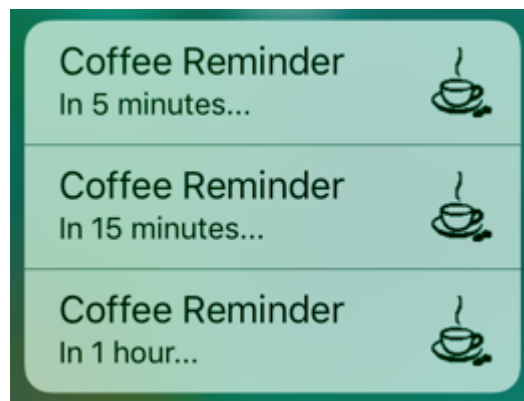 Coffee Reminder
In 5 minutes...
Coffee Reminder
In 15 minutes...
Coffee Reminder
In 1 hour...